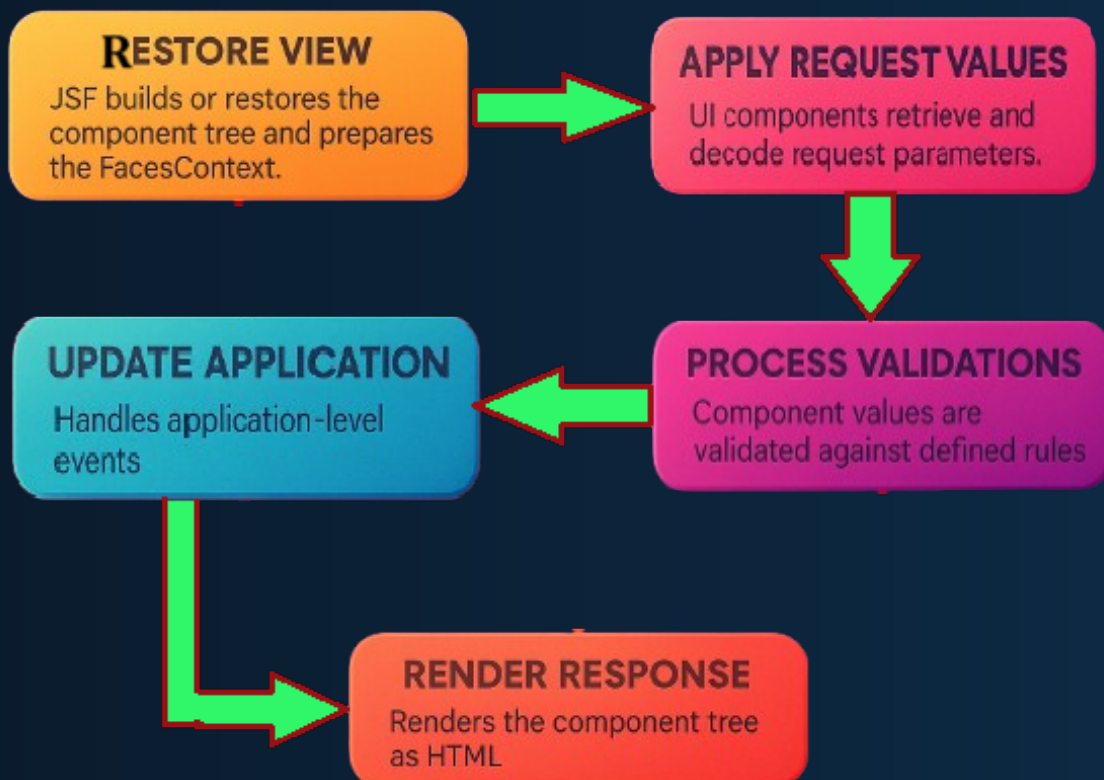 RESTORE VIEW
JSF builds or restores the
component tree and prepares
the FacesContext.
APPLY REQUEST VALUES
UI components retrieve and
decode request parameters.
PROCESS VALIDATIONS
Component values are
validated against defined rules
UPDATE APPLICATION
Handles application-level
events
RENDER RESPONSE
Renders the component tree
as HTML